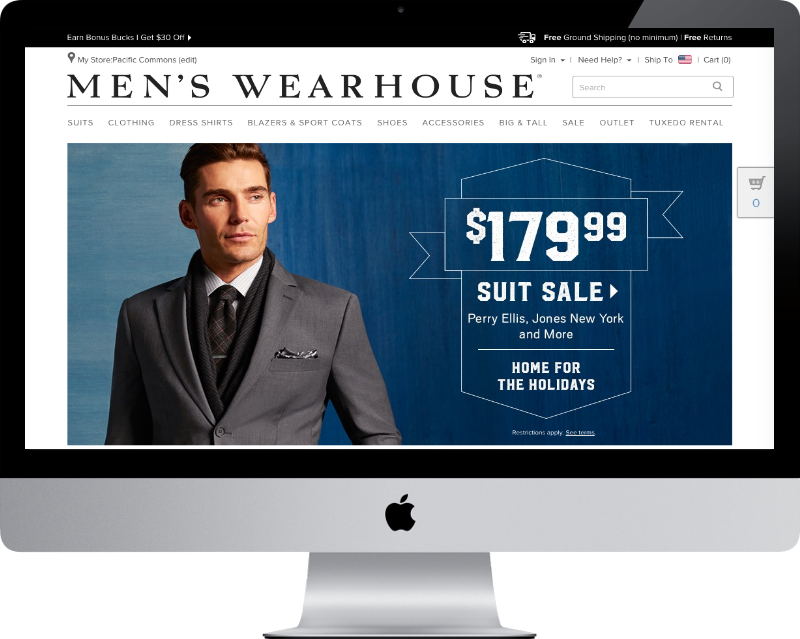 Earn Bonus Bucks | Get $30 Off
Free Ground Shipping (no minimum) | Free Returns
My Store:Pacific Commons (edit)
Sign In | Need Help? | Ship To | Cart (0)
MEN'S WEARHOUSE®
Search
SUITS CLOTHING DRESS SHIRTS BLAZERS & SPORT COATS SHOES ACCESSORIES BIG & TALL SALE OUTLET TUXEDO RENTAL
0
$17999
SUIT SALE
Perry Ellis, Jones New York
and More
HOME FOR
THE HOLIDAYS
Restrictions apply. See terms.